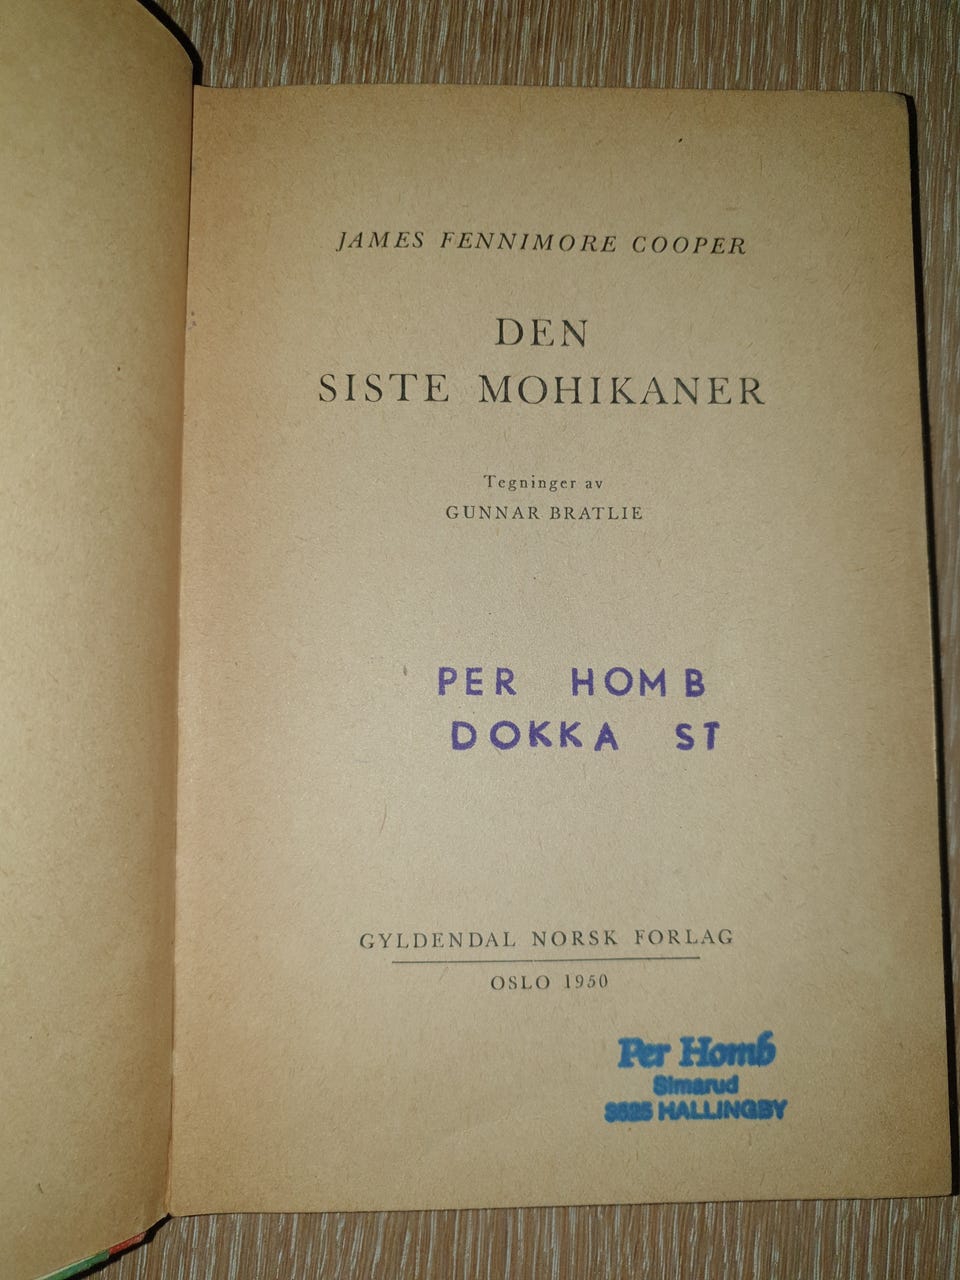 JAMES FENNIMORE COOPER
DEN
SISTE MOHIKANER
Tegninger av
GUNNAR BRATLIE
PER HOMB
DOKKA ST
GYLDENDAL NORSK FORLAG
OSLO 1950
Per Homb
Simarud
3525 HALLINGBY